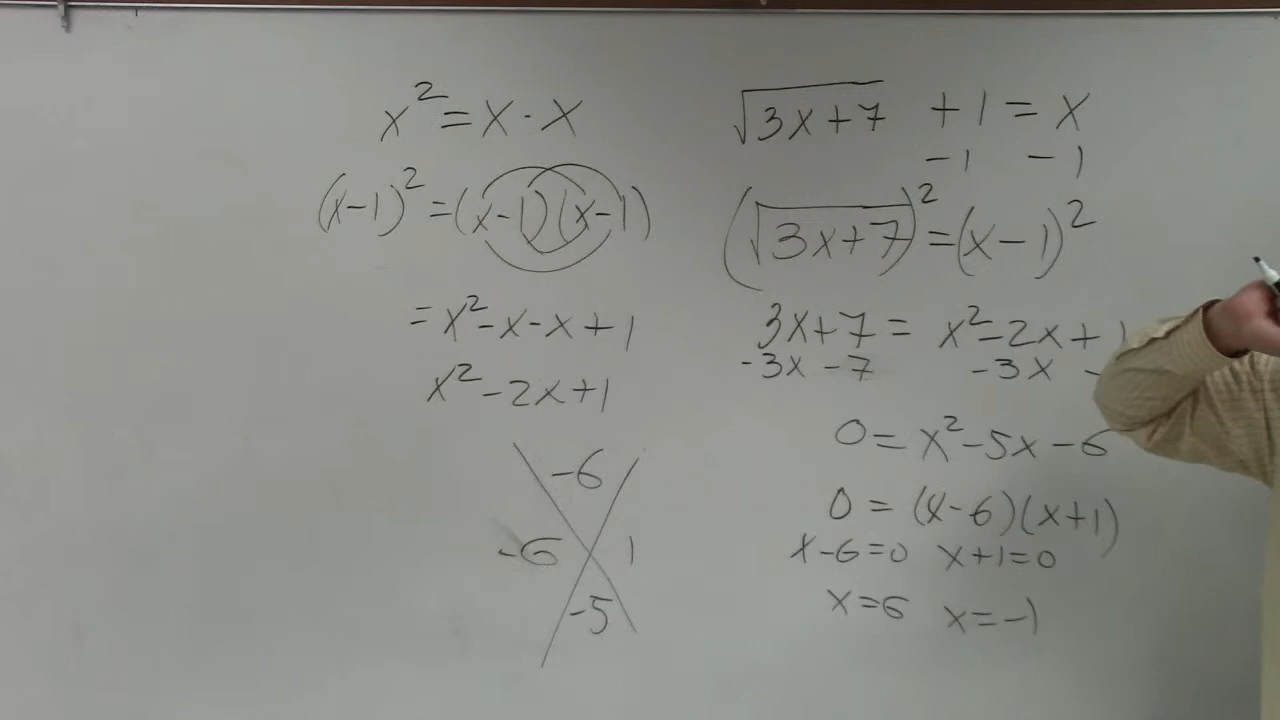 x² = x · x
(x-1)² = (x-1)(x-1)
= x² - x - x + 1
x² - 2x + 1
-6
-6 1
-5
√3x+7 + 1 = x
-1 -1
(√3x+7)² = (x-1)²
3x+7 = x² - 2x + 1
-3x - 7 -3x -
0 = x² - 5x - 6
0 = (x-6)(x+1)
x-6=0 x+1=0
x=6 x=-1